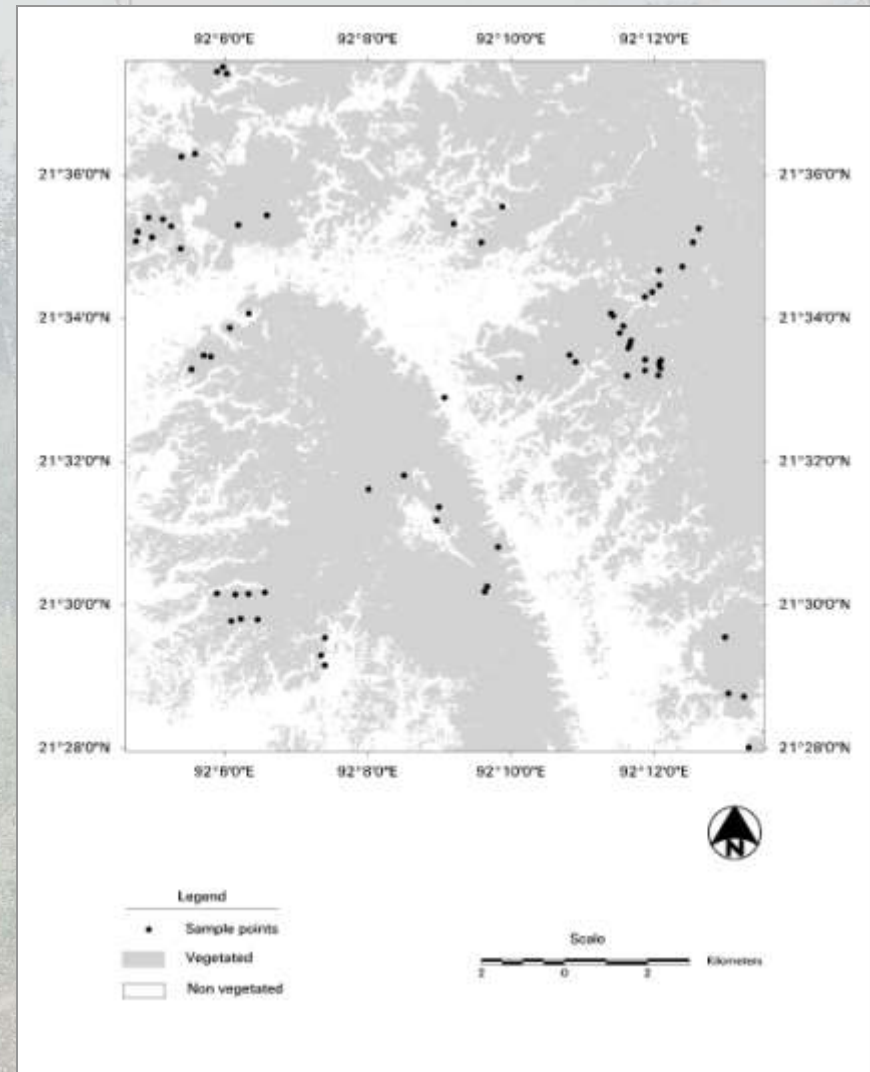 92°6'0"E 92°8'0"E 92°10'0"E 92°12'0"E
21°36'0"N 21°36'0"N
21°34'0"N 21°34'0"N
21°32'0"N 21°32'0"N
21°30'0"N 21°30'0"N
21°28'0"N 21°28'0"N
92°6'0"E 92°8'0"E 92°10'0"E 92°12'0"E
N
Legend
Sample points
Vegetated
Non vegetated
Scale
2 0 2 Kilometers